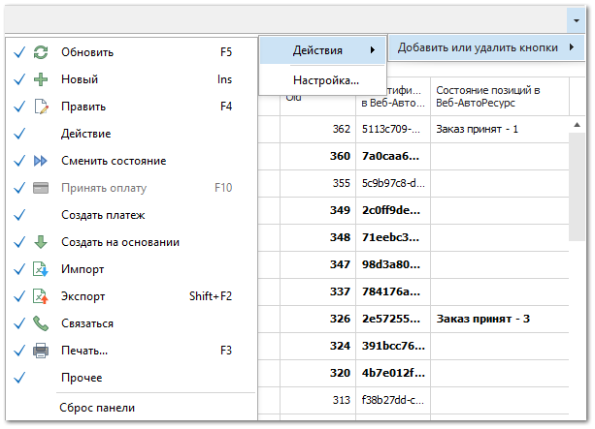 Добавить или удалить кнопки
Действия
Настройка...
Обновить F5
Новый Ins
Править F4
Действие
Сменить состояние
Принять оплату F10
Создать платеж
Создать на основании
Импорт
Экспорт Shift+F2
Связаться
Печать... F3
Прочее
Сброс панели
Old
в Веб-Авто...
Состояние позиций в
Веб-АвтоРесурс
362 5113c709-... Заказ принят - 1
360 7a0caa6...
355 5c9b97c8-d...
349 2c0ff9de...
348 71eebc3...
347 98d3a80...
337 784176a...
326 2e57255... Заказ принят - 3
324 391bcc76...
320 4b7e012f...
313 f38b27dd-c...